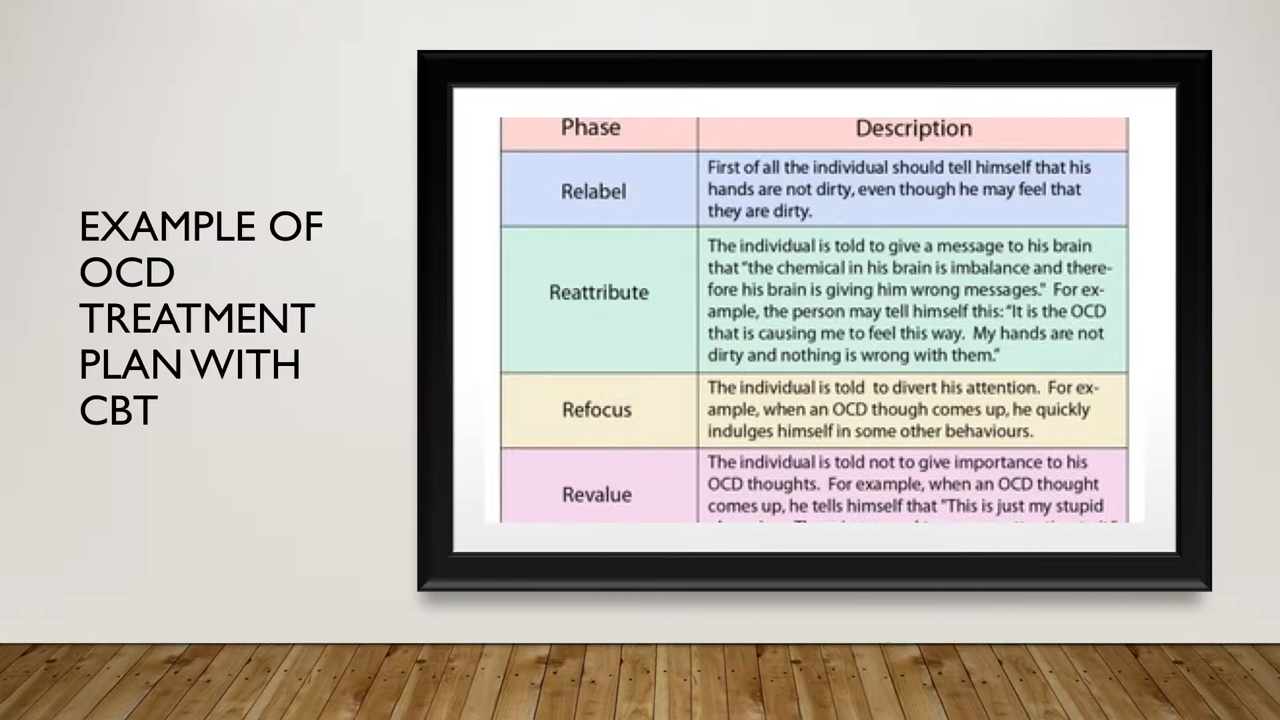 EXAMPLE OF
OCD
TREATMENT
PLAN WITH
CBT
Phase
Description
Relabel
First of all the individual should tell himself that his
hands are not dirty, even though he may feel that
they are dirty.
Reattribute
The individual is told to give a message to his brain
that "the chemical in his brain is imbalance and there-
fore his brain is giving him wrong messages." For ex-
ample, the person may tell himself this: "It is the OCD
that is causing me to feel this way. My hands are not
dirty and nothing is wrong with them."
Refocus
The individual is told to divert his attention. For ex-
ample, when an OCD though comes up, he quickly
indulges himself in some other behaviours.
Revalue
The individual is told not to give importance to his
OCD thoughts. For example, when an OCD thought
comes up, he tells himself that "This is just my stupid